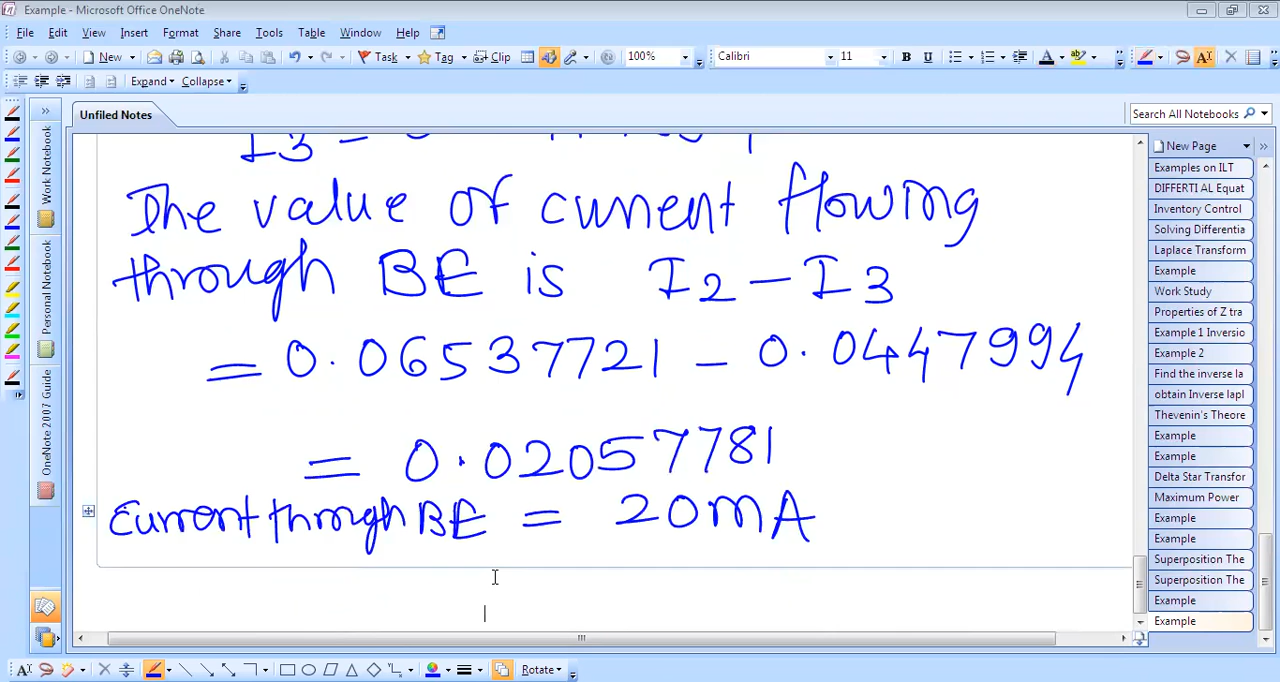 Example - Microsoft Office OneNote
File Edit View Insert Format Share Tools Table Window Help
New Task Tag Clip 100% Calibri 11 B U A ab
Expand Collapse
Unfiled Notes
Search All Notebooks
New Page
Work Notebook
Personal Notebook
OneNote 2007 Guide
The value of current flowing
through BE is I2 - I3
= 0.06537721 - 0.0447994
= 0.02057781
Current through BE = 20mA
Examples on ILT
DIFFERTI AL Equat
Inventory Control
Solving Differentia
Laplace Transform
Example
Work Study
Properties of Z tra
Example 1 Inversio
Example 2
Find the inverse la
obtain Inverse lapl
Thevenin's Theore
Example
Example
Delta Star Transfor
Maximum Power
Example
Example
Superposition The
Superposition The
Example
Example
A Rotate